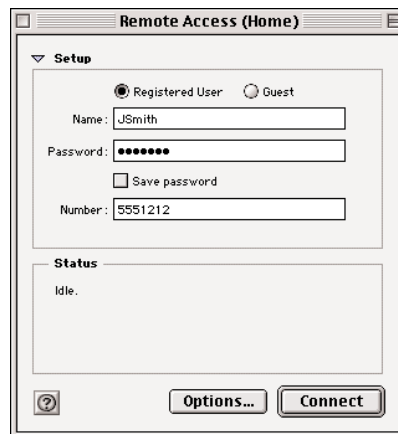 Remote Access (Home)
Setup
Registered User Guest
Name: JSmith
Password: •••••••
Save password
Number: 5551212
Status
Idle.
? Options... Connect